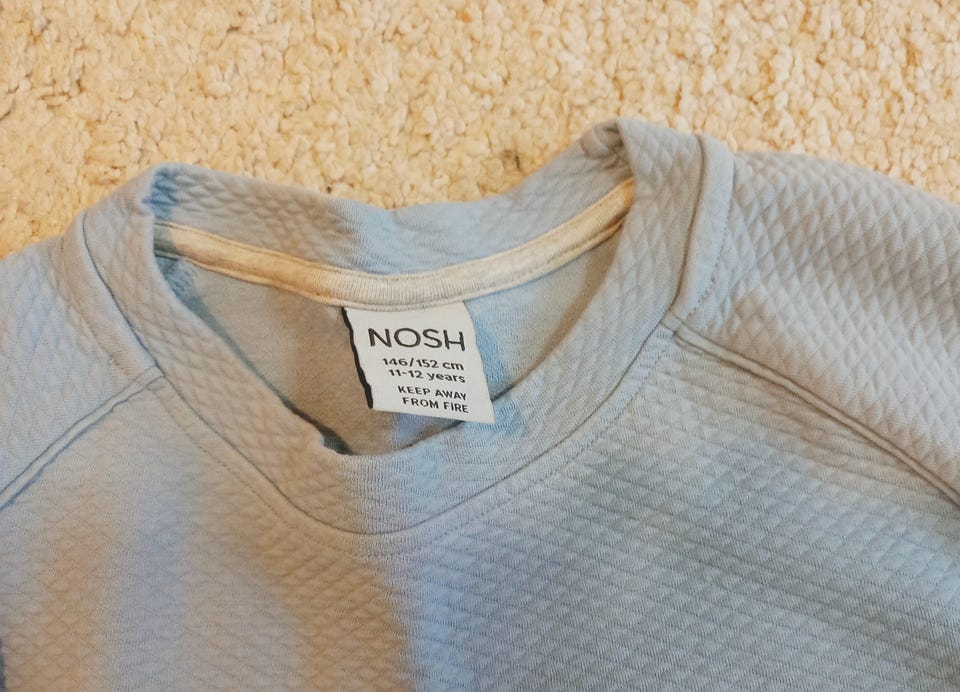 NOSH
146/152 cm
11-12 years
KEEP AWAY
FROM FIRE